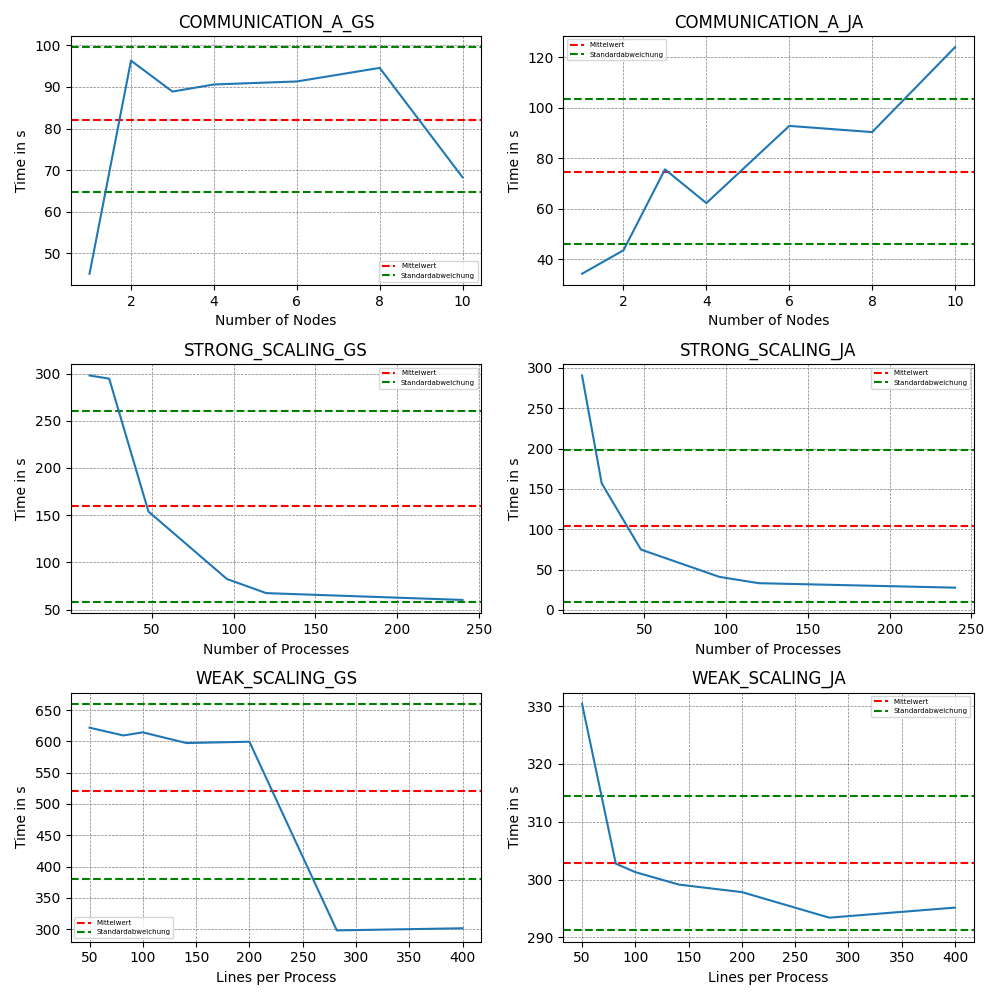 COMMUNICATION_A_GS
Time in s
100
90
80
70
60
50
2 4 6 8 10
Number of Nodes
Mittelwert
Standardabweichung
COMMUNICATION_A_JA
Time in s
120
100
80
60
40
2 4 6 8 10
Number of Nodes
Mittelwert
Standardabweichung
STRONG_SCALING_GS
Time in s
300
250
200
150
100
50
50 100 150 200 250
Number of Processes
Mittelwert
Standardabweichung
STRONG_SCALING_JA
Time in s
300
250
200
150
100
50
0
50 100 150 200 250
Number of Processes
Mittelwert
Standardabweichung
WEAK_SCALING_GS
Time in s
650
600
550
500
450
400
350
300
50 100 150 200 250 300 350 400
Lines per Process
Mittelwert
Standardabweichung
WEAK_SCALING_JA
Time in s
330
320
310
300
290
50 100 150 200 250 300 350 400
Lines per Process
Mittelwert
Standardabweichung